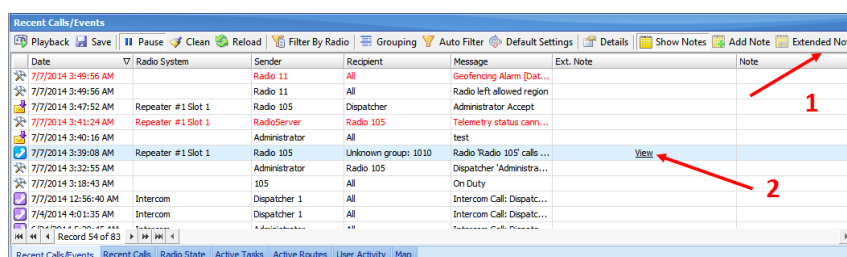 Recent Calls/Events
Playback Save Pause Clean Reload Filter By Radio Grouping Auto Filter Default Settings Details Show Notes Add Note Extended No
Date Radio System Sender Recipient Message Ext. Note Note
7/7/2014 3:49:56 AM Radio 11 All Geofencing Alarm [Dat...
7/7/2014 3:49:56 AM Radio 11 All Radio left allowed region
1
7/7/2014 3:47:52 AM Repeater #1 Slot 1 Radio 105 Dispatcher Administrator Accept
7/7/2014 3:41:24 AM Repeater #1 Slot 1 RadioServer Radio 105 Telemetry status cann...
7/7/2014 3:40:16 AM Administrator All test
7/7/2014 3:39:08 AM Repeater #1 Slot 1 Radio 105 Unknown group: 1010 Radio 'Radio 105' calls ... View
7/7/2014 3:32:55 AM Administrator Radio 105 Dispatcher 'Administra...
2
7/7/2014 3:18:43 AM 105 All On Duty
7/7/2014 12:56:40 AM Intercom Dispatcher 1 All Intercom Call: Dispatc...
7/4/2014 4:01:35 AM Intercom Dispatcher 1 All Intercom Call: Dispatc...
Record 54 of 83
Recent Calls/Events Recent Calls Radio State Active Tasks Active Routes User Activity Map